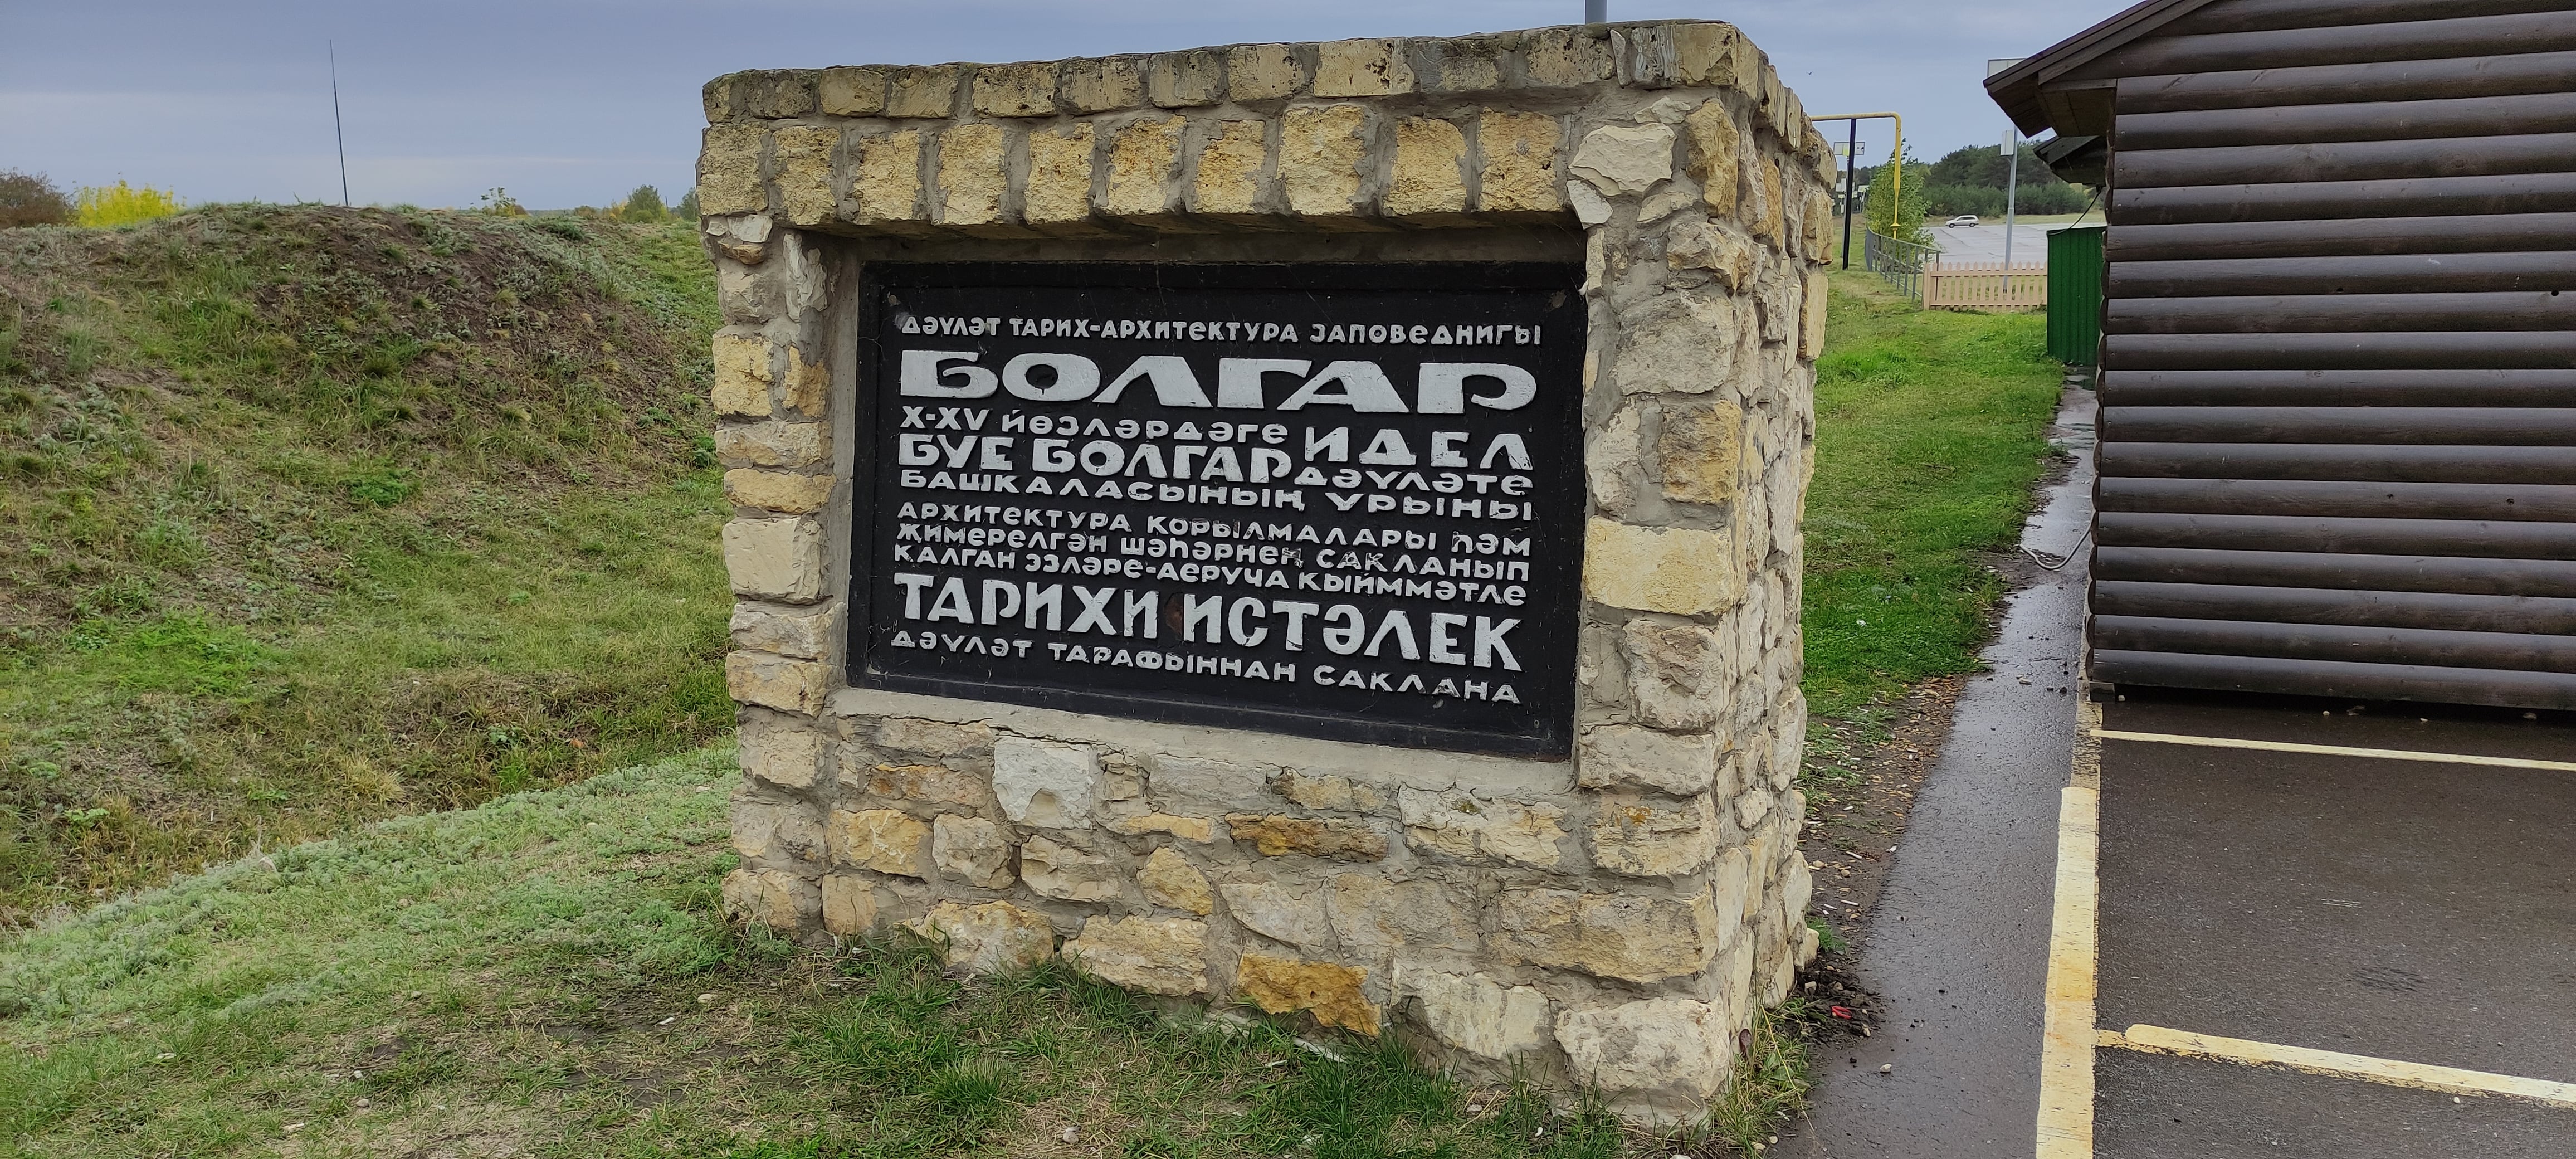 ДӘҮЛӘТ ТАРИХ-АРХИТЕКТУРА ЗАПОВЕДНИГЫ
БОЛГАР
X-XV ЙӨЗЛӘРДӘГЕ ИДЕЛ
БУЕ БОЛГАР ДӘҮЛӘТЕ
БАШКАЛАСЫНЫҢ УРЫНЫ
АРХИТЕКТУРА КОРЫЛМАЛАРЫ ҺӘМ
ҖИМЕРЕЛГӘН ШӘҺӘРНЕҢ САКЛАНЫП
КАЛГАН ЭЗЛӘРЕ-АЕРУЧА КЫЙММӘТЛЕ
ТАРИХИ ИСТӘЛЕК
ДӘҮЛӘТ ТАРАФЫННАН САКЛАНА